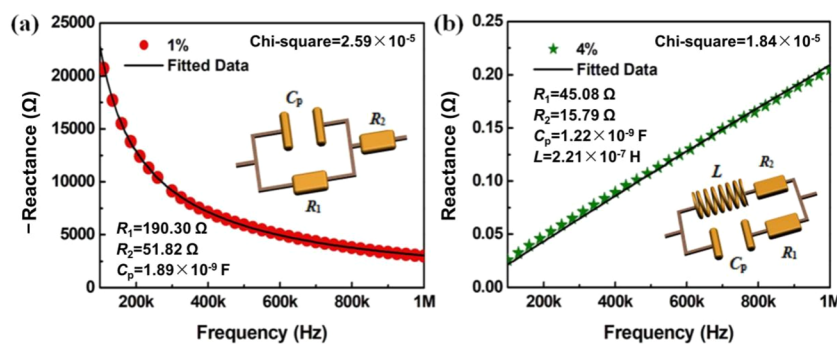 (a)
1%
Fitted Data
Chi-square=2.59×10⁻⁵
−Reactance (Ω)
25000
20000
15000
10000
5000
0
Cₚ
R₂
R₁
R₁=190.30 Ω
R₂=51.82 Ω
Cₚ=1.89×10⁻⁹ F
200k 400k 600k 800k 1M
Frequency (Hz)
(b)
4%
Fitted Data
Chi-square=1.84×10⁻⁵
R₁=45.08 Ω
R₂=15.79 Ω
Cₚ=1.22×10⁻⁹ F
L=2.21×10⁻⁷ H
−Reactance (Ω)
0.25
0.20
0.15
0.10
0.05
0.00
L
R₂
Cₚ
R₁
200k 400k 600k 800k 1M
Frequency (Hz)